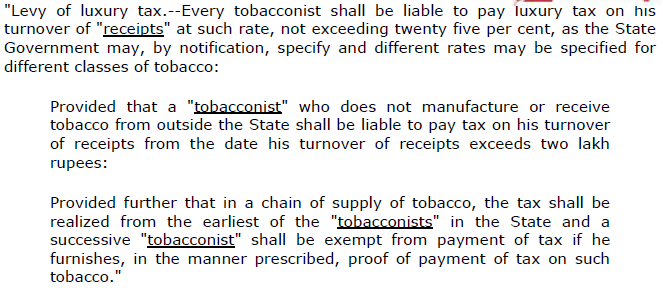 "Levy of luxury tax.--Every tobacconist shall be liable to pay luxury tax on his
turnover of "receipts" at such rate, not exceeding twenty five per cent, as the State
Government may, by notification, specify and different rates may be specified for
different classes of tobacco:
Provided that a "tobacconist" who does not manufacture or receive
tobacco from outside the State shall be liable to pay tax on his turnover
of receipts from the date his turnover of receipts exceeds two lakh
rupees:
Provided further that in a chain of supply of tobacco, the tax shall be
realized from the earliest of the "tobacconists" in the State and a
successive "tobacconist" shall be exempt from payment of tax if he
furnishes, in the manner prescribed, proof of payment of tax on such
tobacco."